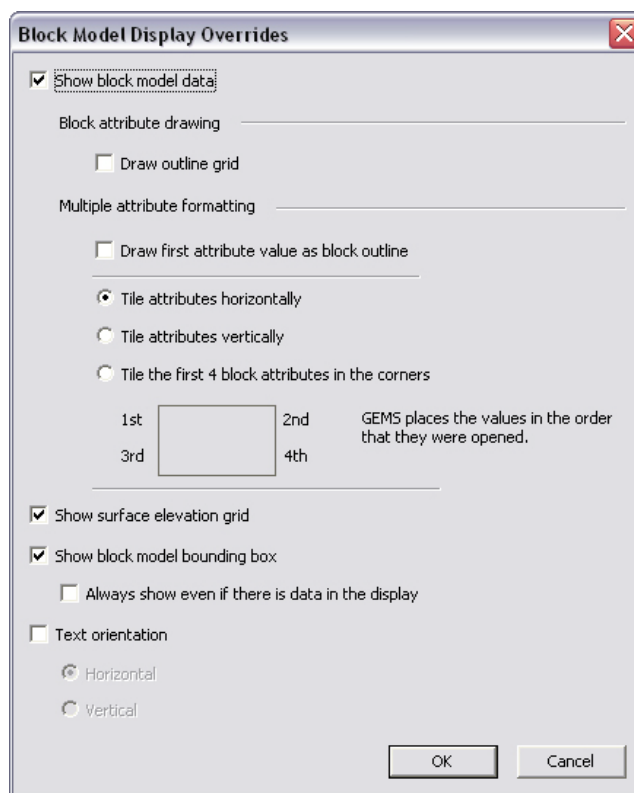 Block Model Display Overrides
Show block model data
Block attribute drawing
Draw outline grid
Multiple attribute formatting
Draw first attribute value as block outline
Tile attributes horizontally
Tile attributes vertically
Tile the first 4 block attributes in the corners
1st 2nd
3rd 4th
GEMS places the values in the order
that they were opened.
Show surface elevation grid
Show block model bounding box
Always show even if there is data in the display
Text orientation
Horizontal
Vertical
OK Cancel